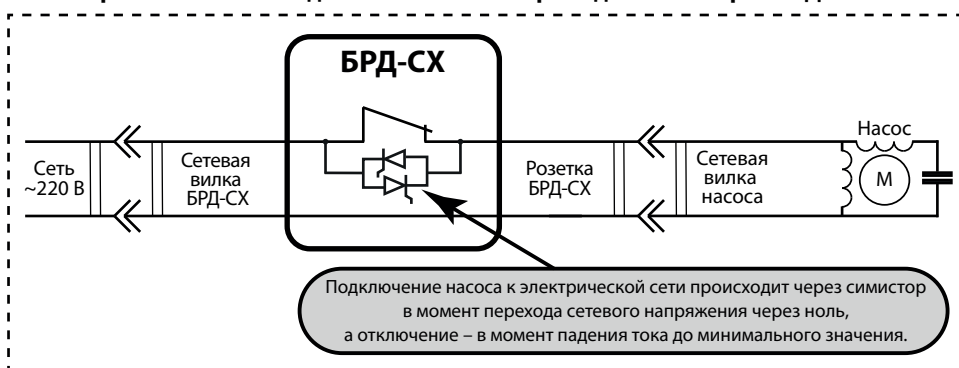 БРД-СХ
Насос
Сеть
~220 В
Сетевая
вилка
БРД-СХ
Розетка
БРД-СХ
Сетевая
вилка
насоса
М
Подключение насоса к электрической сети происходит через симистор
в момент перехода сетевого напряжения через ноль,
а отключение – в момент падения тока до минимального значения.